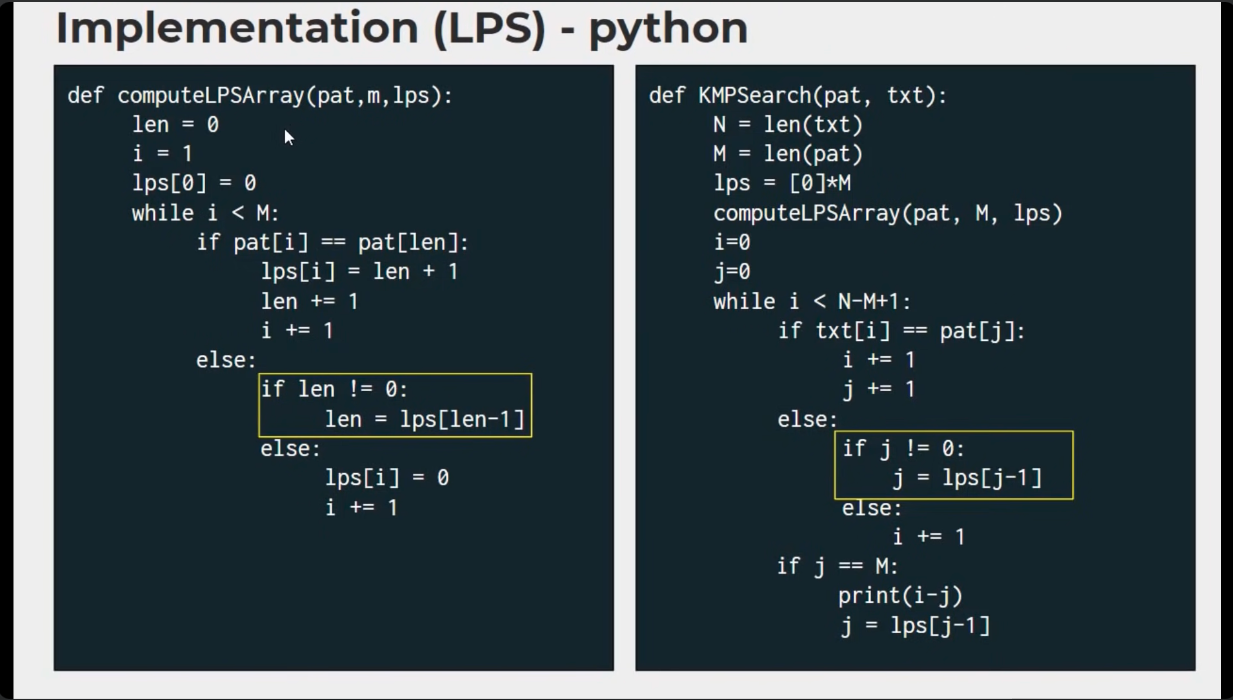 Implementation (LPS) - python
def computeLPSArray(pat,m,lps):
len = 0
i = 1
lps[0] = 0
while i < M:
if pat[i] == pat[len]:
lps[i] = len + 1
len += 1
i += 1
else:
if len != 0:
len = lps[len-1]
else:
lps[i] = 0
i += 1
def KMPSearch(pat, txt):
N = len(txt)
M = len(pat)
lps = [0]*M
computeLPSArray(pat, M, lps)
i=0
j=0
while i < N-M+1:
if txt[i] == pat[j]:
i += 1
j += 1
else:
if j != 0:
j = lps[j-1]
else:
i += 1
if j == M:
print(i-j)
j = lps[j-1]